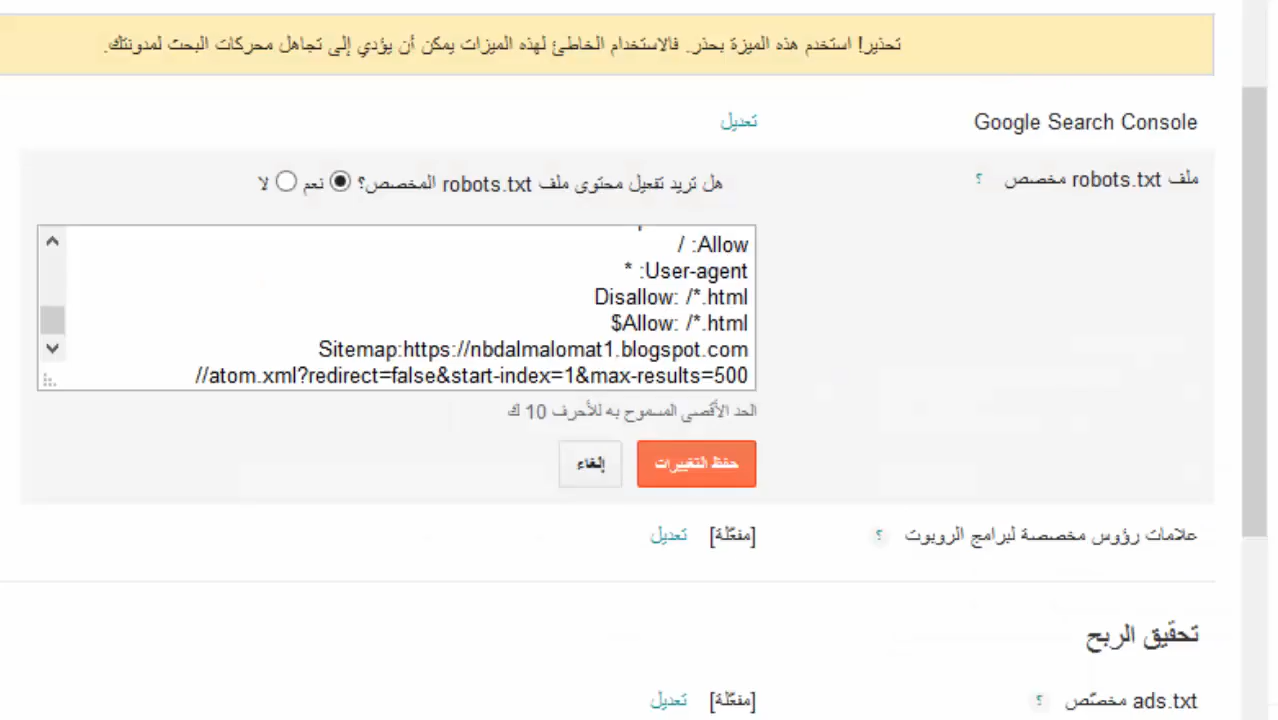 تحذير! استخدم هذه الميزة بحذر. فالاستخدام الخاطئ لهذه الميزات يمكن أن يؤدي إلى تجاهل محركات البحث لمدونتك.
Google Search Console
تعديل
ملف robots.txt مخصص ؟
هل تريد تفعيل محتوى ملف robots.txt المخصص؟ نعم لا
Allow: /
User-agent: *
Disallow: /*.html
Allow: /*.html$
Sitemap:https://nbdalmalomat1.blogspot.com
//atom.xml?redirect=false&start-index=1&max-results=500
الحد الأقصى المسموح به للأحرف 10 ك
حفظ التغييرات
إلغاء
علامات رؤوس مخصصة لبرامج الروبوت ؟
[مفعّلة] تعديل
تحقيق الربح
ads.txt مخصّص ؟
[مفعّلة] تعديل